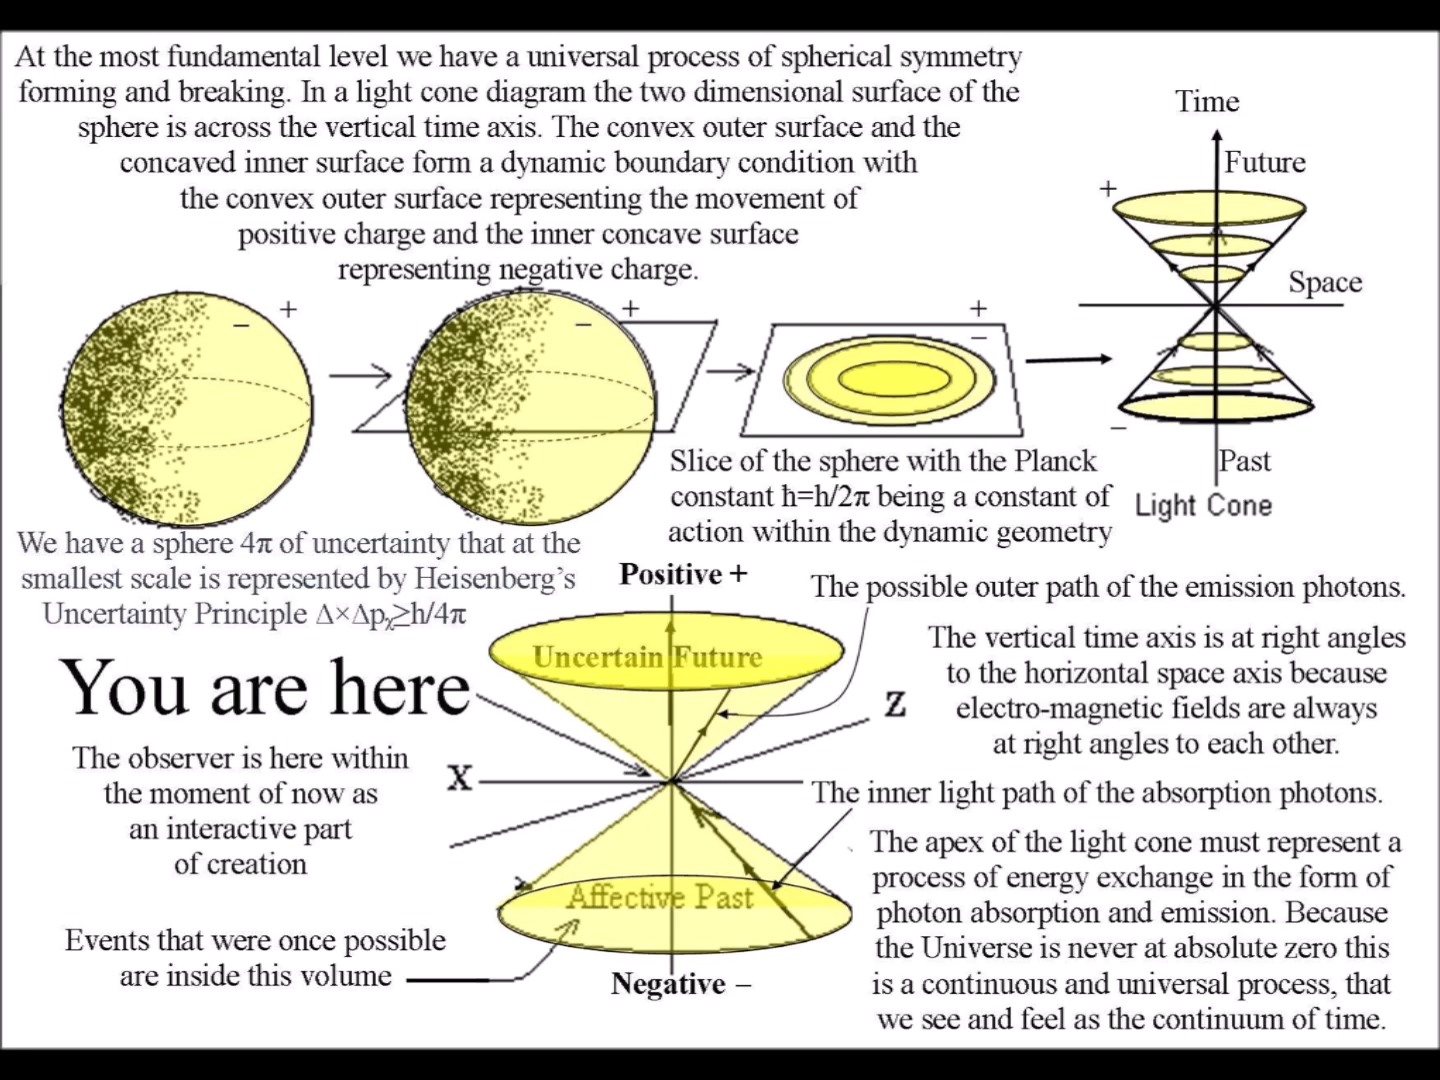 At the most fundamental level we have a universal process of spherical symmetry
forming and breaking. In a light cone diagram the two dimensional surface of the
sphere is across the vertical time axis. The convex outer surface and the
concaved inner surface form a dynamic boundary condition with
the convex outer surface representing the movement of
positive charge and the inner concave surface
representing negative charge.
Time
Future
+
Space
−
Past
Light Cone
− +
− +
+
−
Slice of the sphere with the Planck
constant ħ=h/2π being a constant of
action within the dynamic geometry
We have a sphere 4π of uncertainty that at the
smallest scale is represented by Heisenberg's
Uncertainty Principle Δ×Δpᵪ≥h/4π
Positive +
Uncertain Future
The possible outer path of the emission photons.
The vertical time axis is at right angles
to the horizontal space axis because
electro-magnetic fields are always
at right angles to each other.
You are here
Z
X
The observer is here within
the moment of now as
an interactive part
of creation
The inner light path of the absorption photons.
The apex of the light cone must represent a
process of energy exchange in the form of
photon absorption and emission. Because
the Universe is never at absolute zero this
is a continuous and universal process, that
we see and feel as the continuum of time.
Affective Past
Events that were once possible
are inside this volume
Negative −